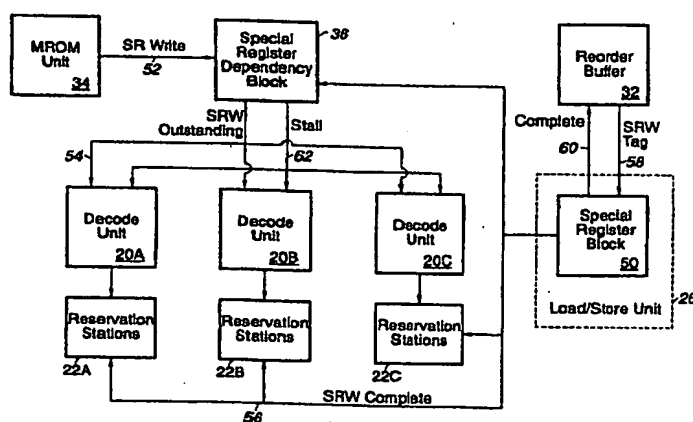 MROM
Unit
34
SR Write
52
Special
Register
Dependency
Block
38
Reorder
Buffer
32
SRW
Outstanding
Stall
54
62
Complete
60
SRW
Tag
58
Decode
Unit
20A
Decode
Unit
20B
Decode
Unit
20C
Special
Register
Block
50
Load/Store Unit
26
Reservation
Stations
22A
Reservation
Stations
22B
Reservation
Stations
22C
SRW Complete
56